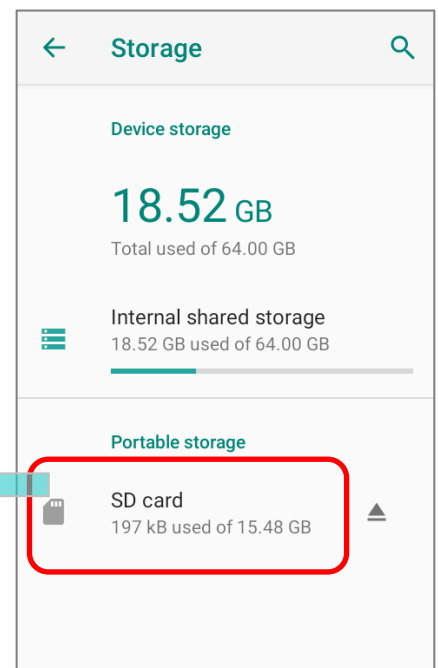 Storage
Device storage
18.52 GB
Total used of 64.00 GB
Internal shared storage
18.52 GB used of 64.00 GB
Portable storage
SD card
197 kB used of 15.48 GB